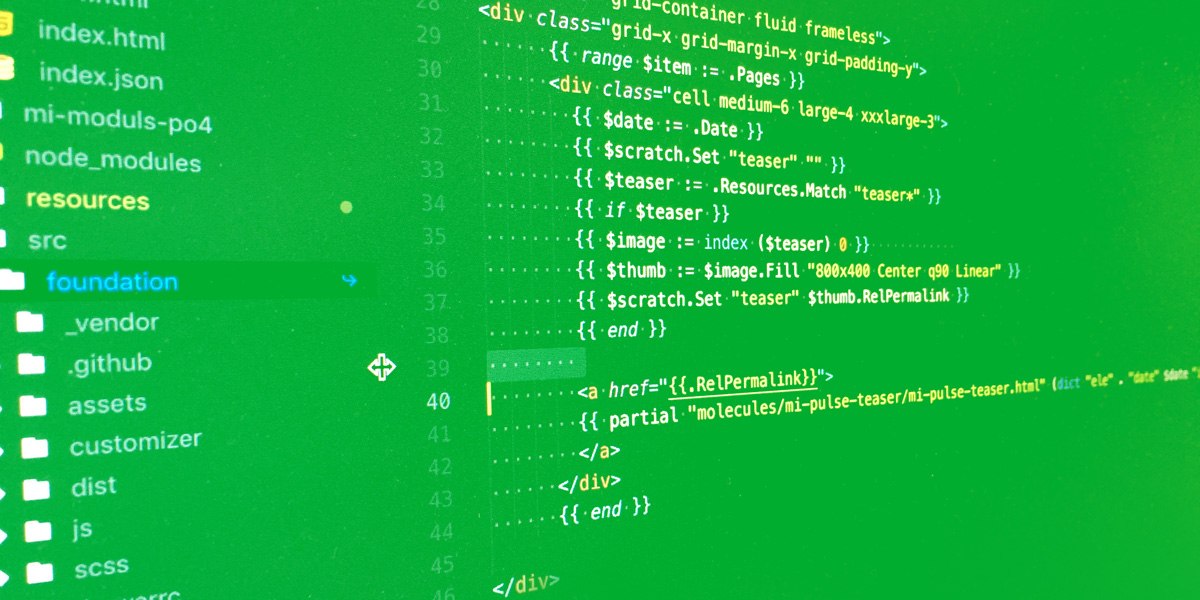 index.html
index.json
mi-moduls-po4
node_modules
resources
src
foundation
_vendor
.github
assets
customizer
dist
js
scss
28 grid-container fluid frameless">
29 <div class="grid-x grid-margin-x grid-padding-y">
30 {{ range $item := .Pages }}
31 <div class="cell medium-6 large-4 xxxlarge-3">
32 {{ $date := .Date }}
33 {{ $scratch.Set "teaser" "" }}
34 {{ $teaser := .Resources.Match "teaser*" }}
35 {{ if $teaser }}
36 {{ $image := index ($teaser) 0 }}
37 {{ $thumb := $image.Fill "800x400 Center q90 Linear" }}
38 {{ $scratch.Set "teaser" $thumb.RelPermalink }}
39 {{ end }}
40
41 <a href="{{.RelPermalink}}">
42 {{ partial "molecules/mi-pulse-teaser/mi-pulse-teaser.html" (dict "ele" . "date" $date
43 </a>
44 </div>
45 {{ end }}
46
</div>